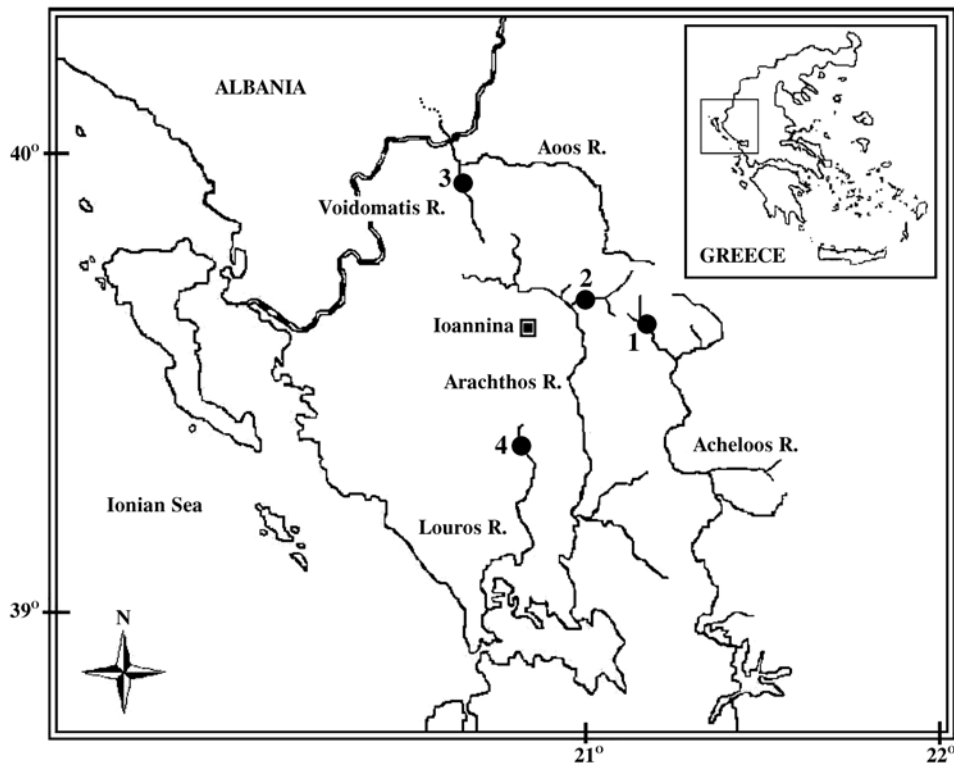 ALBANIA
40°
Aoos R.
3
Voidomatis R.
GREECE
2
Ioannina
1
Arachthos R.
4
Acheloos R.
Ionian Sea
Louros R.
39°
N
21°
22°